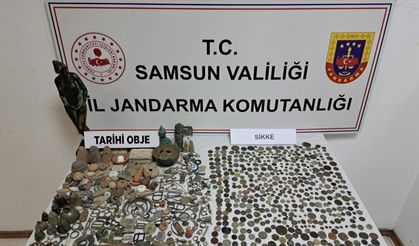 T.C.
SAMSUN VALİLİĞİ
İL JANDARMA KOMUTANLIĞI
TARİHİ OBJE
SİKKE